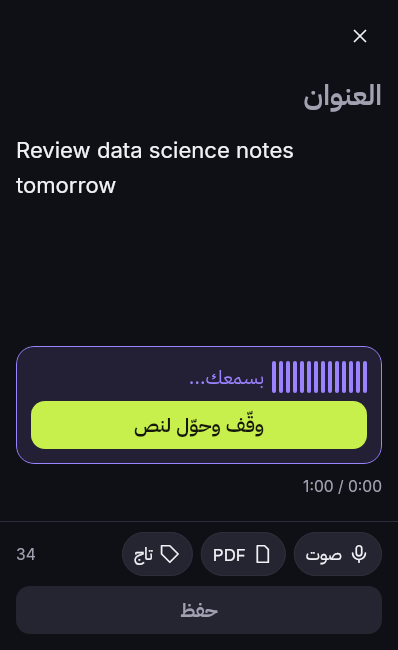 العنوان
Review data science notes
tomorrow
بسمعك...
وقّف وحوّل لنص
0:00 / 1:00
صوت
PDF
تاج
34
حفظ